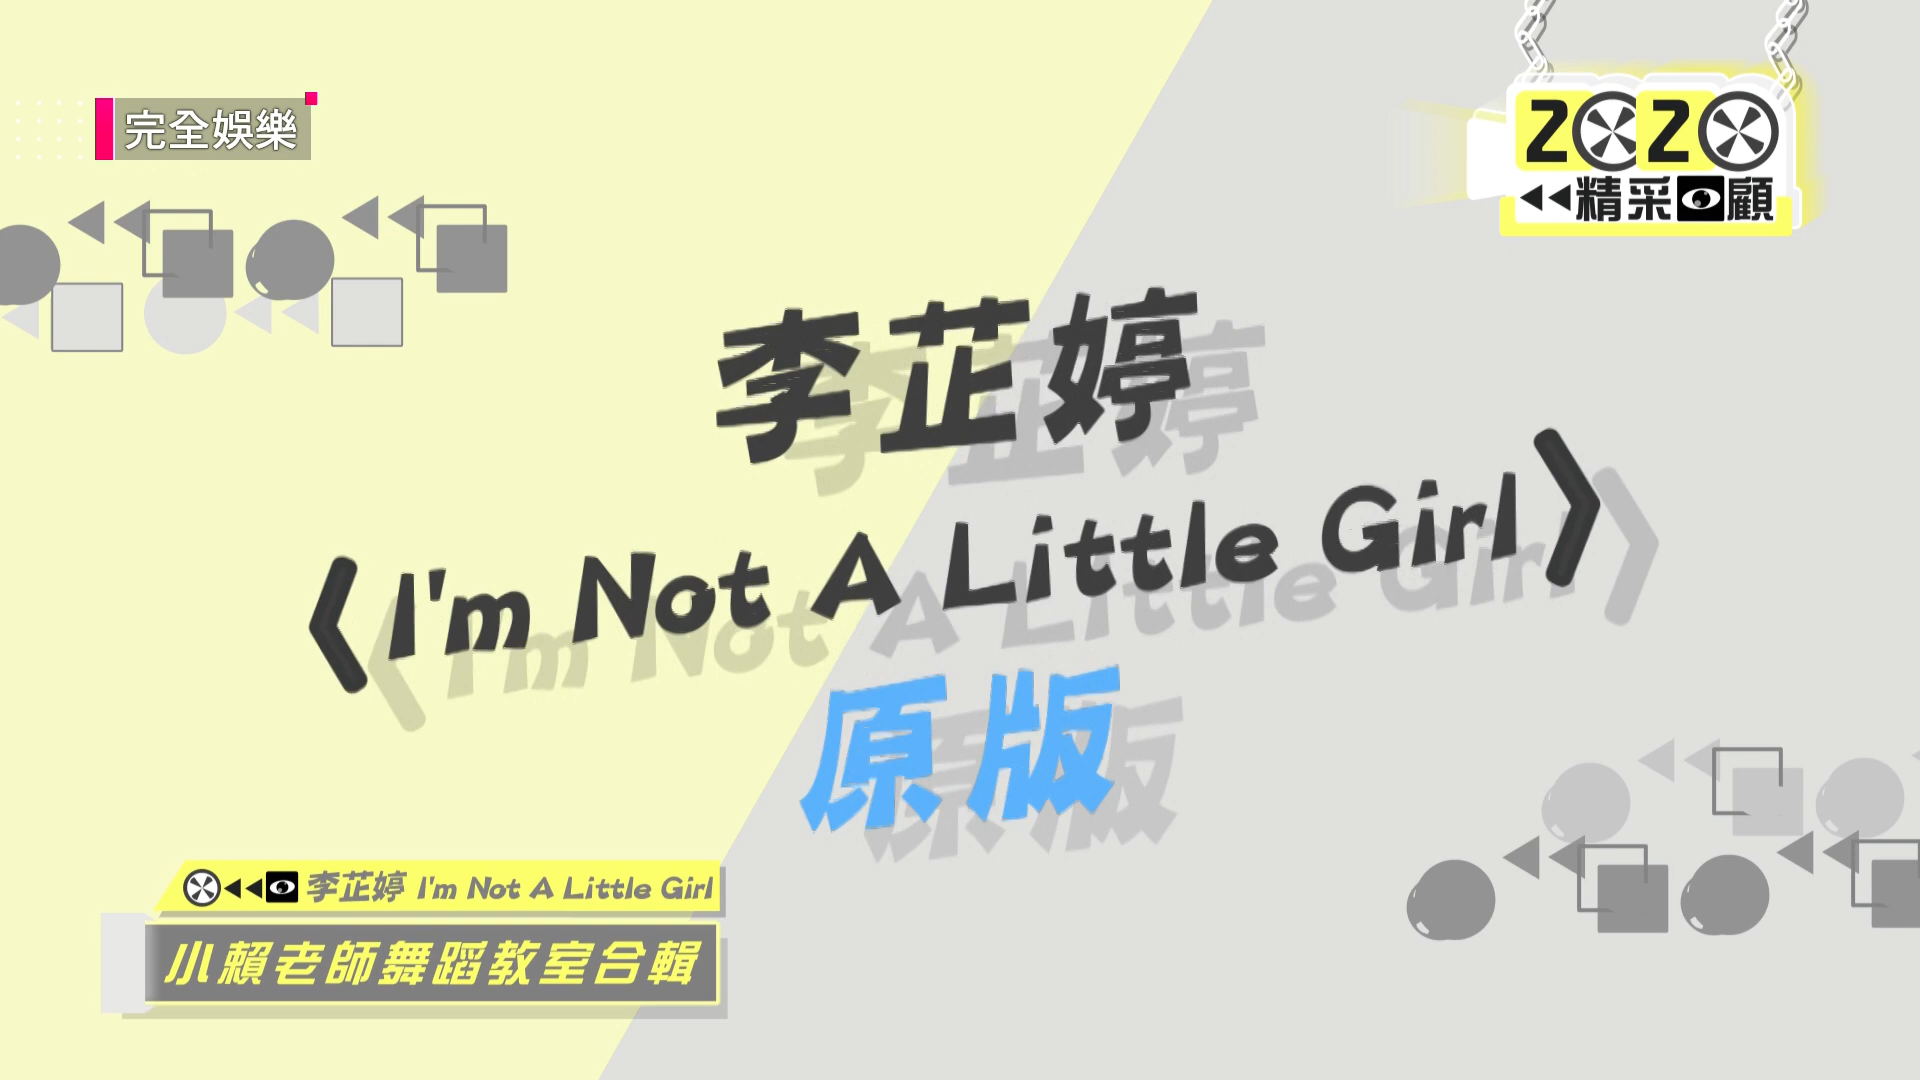 完全娛樂
2020
精采回顧
李芷婷
〈I'm Not A Little Girl〉
原版
李芷婷 I'm Not A Little Girl
小賴老師舞蹈教室合輯